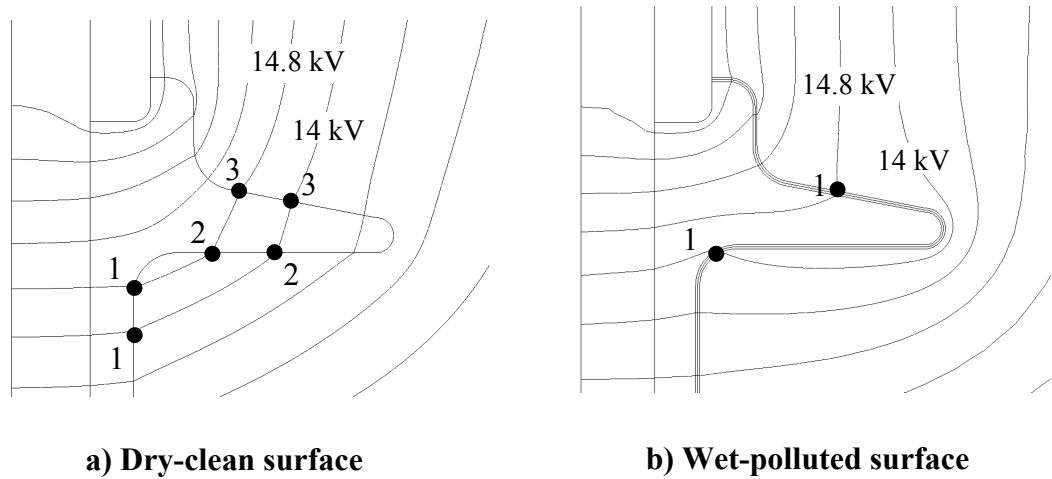 14.8 kV
14 kV
3
3
2
2
1
1
a) Dry-clean surface
14.8 kV
14 kV
1
1
b) Wet-polluted surface